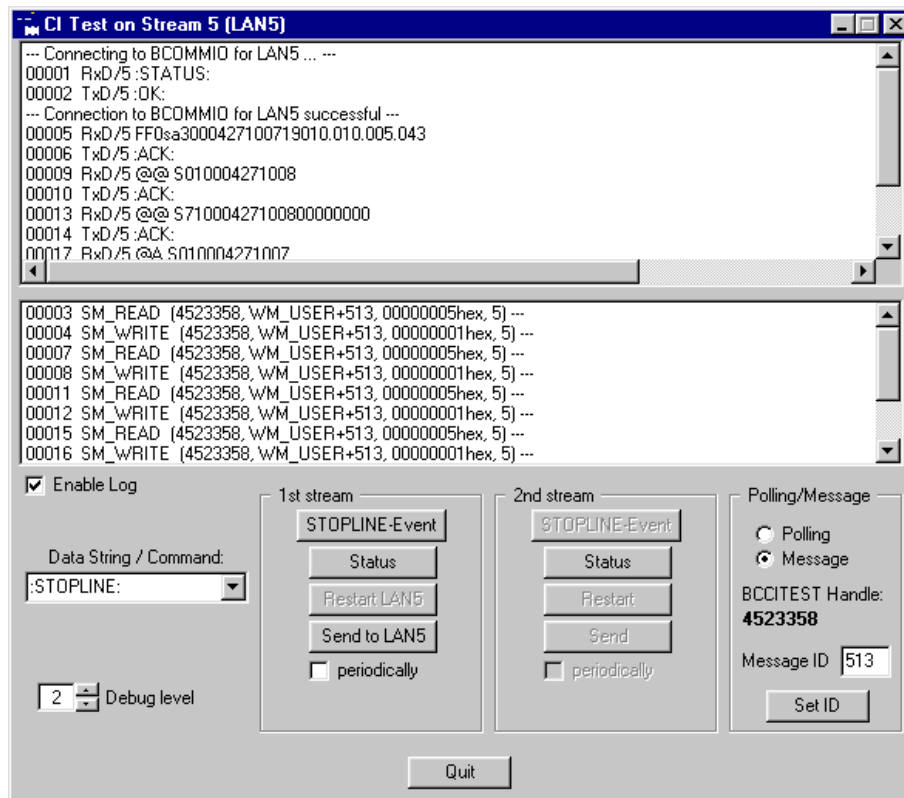 CI Test on Stream 5 (LAN5)
--- Connecting to BCOMMIO for LAN5 ... ---
00001 RxD/5 :STATUS:
00002 TxD/5 :OK:
--- Connection to BCOMMIO for LAN5 successful ---
00005 RxD/5 FF0sa3000427100719010.010.005.043
00006 TxD/5 :ACK:
00009 RxD/5 @@ S010004271008
00010 TxD/5 :ACK:
00013 RxD/5 @@ S71000427100800000000
00014 TxD/5 :ACK:
00017 RxD/5 @A S010004271007
00003 SM_READ (4523358, WM_USER+513, 00000005hex, 5) ---
00004 SM_WRITE (4523358, WM_USER+513, 00000001hex, 5) ---
00007 SM_READ (4523358, WM_USER+513, 00000005hex, 5) ---
00008 SM_WRITE (4523358, WM_USER+513, 00000001hex, 5) ---
00011 SM_READ (4523358, WM_USER+513, 00000005hex, 5) ---
00012 SM_WRITE (4523358, WM_USER+513, 00000001hex, 5) ---
00015 SM_READ (4523358, WM_USER+513, 00000005hex, 5) ---
00016 SM_WRITE (4523358, WM_USER+513, 00000001hex, 5) ---
Enable Log
Data String / Command:
:STOPLINE:
2 Debug level
1st stream
STOPLINE-Event
Status
Restart LAN5
Send to LAN5
periodically
2nd stream
STOPLINE-Event
Status
Restart
Send
periodically
Polling/Message
Polling
Message
BCCITEST Handle:
4523358
Message ID 513
Set ID
Quit